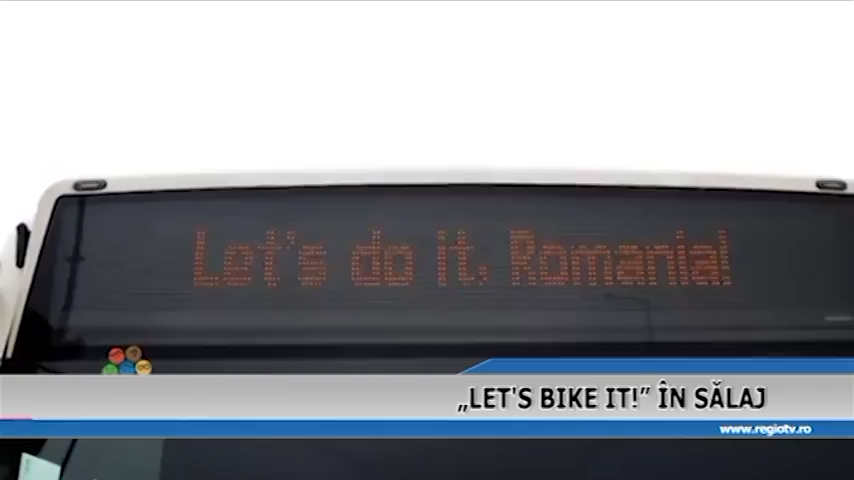 Let's do it, Romania!
„LET'S BIKE IT!” ÎN SĂLAJ
www.regiotv.ro